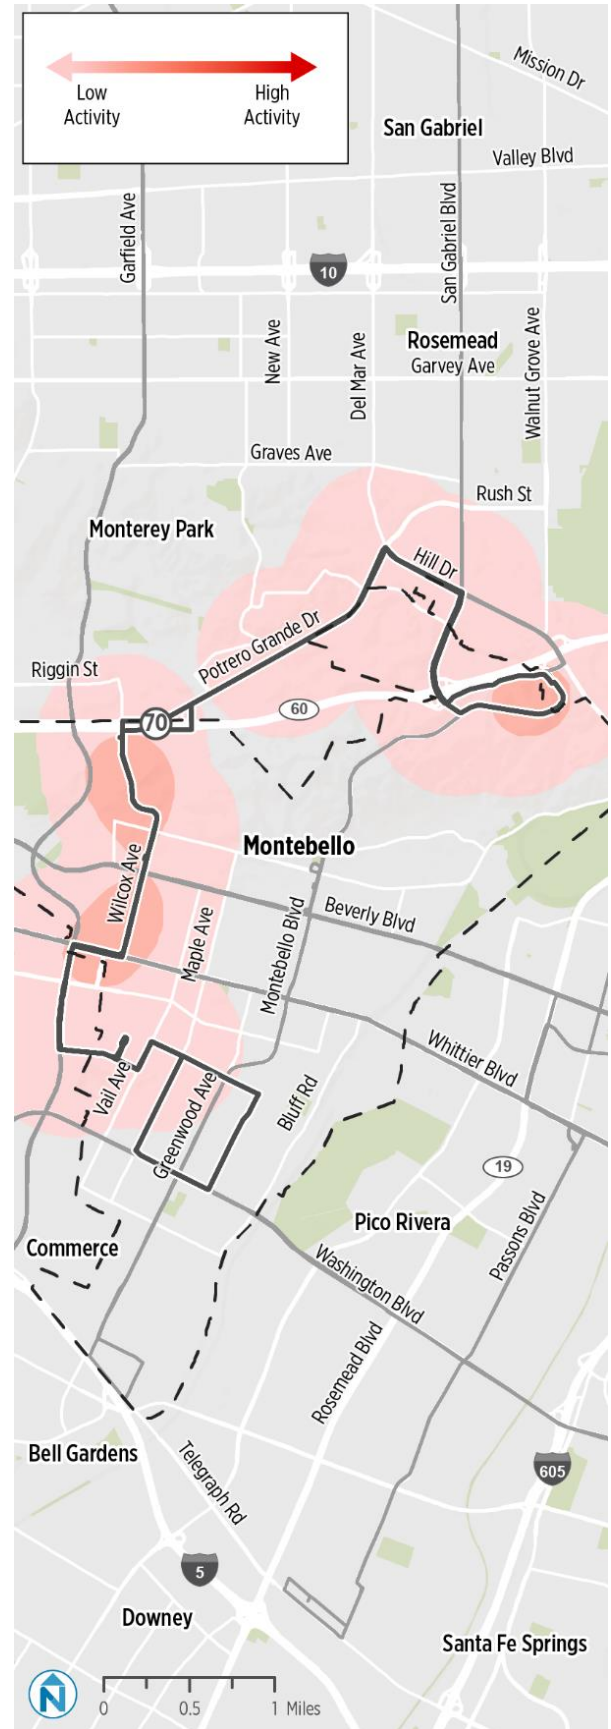 Low
Activity
High
Activity
Mission Dr
San Gabriel
Valley Blvd
Garfield Ave
San Gabriel Blvd
10
New Ave
Del Mar Ave
Rosemead
Garvey Ave
Walnut Grove Ave
Graves Ave
Rush St
Monterey Park
Hill Dr
Potrero Grande Dr
Riggin St
70
60
Montebello
Wilcox Ave
Maple Ave
Montebello Blvd
Beverly Blvd
Whittier Blvd
Vail Ave
Greenwood Ave
Bluff Rd
19
Pico Rivera
Passons Blvd
Commerce
Washington Blvd
Rosemead Blvd
Bell Gardens
Telegraph Rd
605
5
Downey
Santa Fe Springs
N
0
0.5
1 Miles